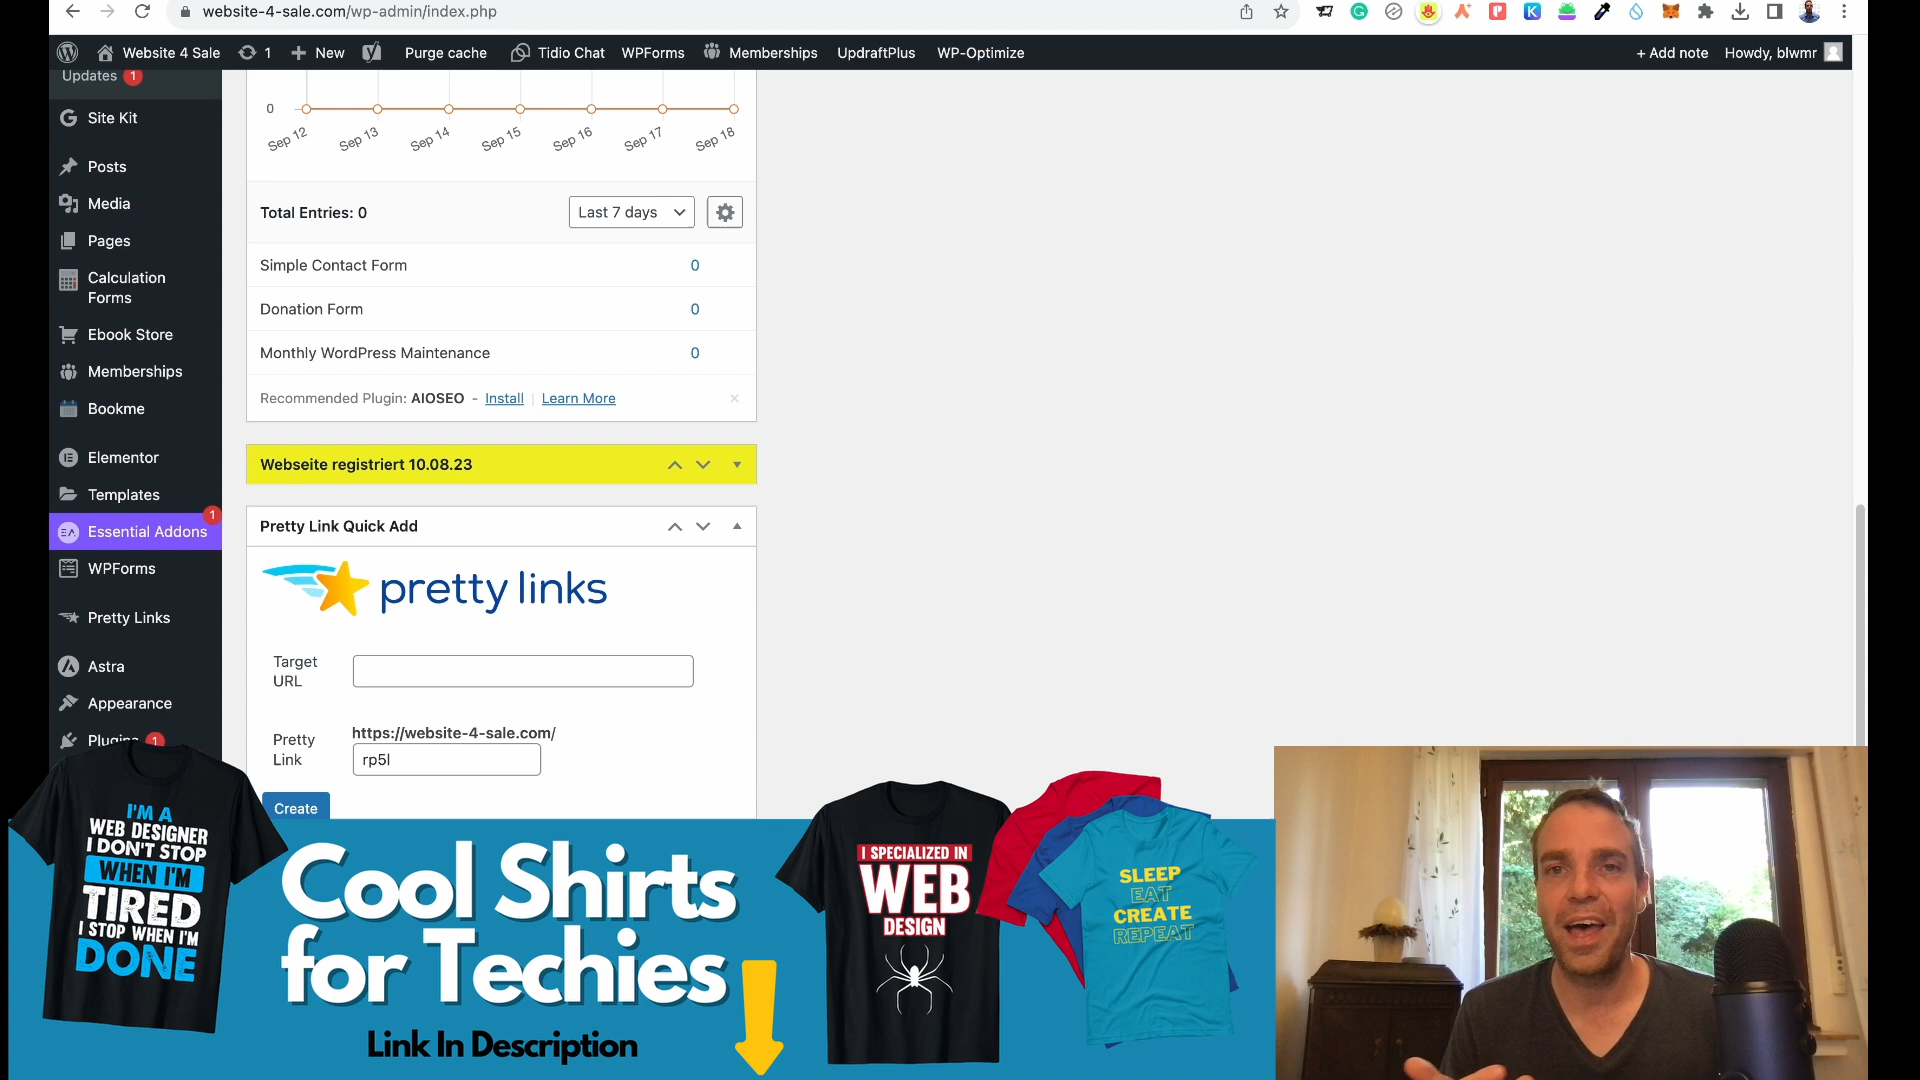 website-4-sale.com/wp-admin/index.php
Website 4 Sale
1
New
Purge cache
Tidio Chat
WPForms
Memberships
UpdraftPlus
WP-Optimize
+ Add note
Howdy, blwmr
Updates 1
Site Kit
Posts
Media
Pages
Calculation
Forms
Ebook Store
Memberships
Bookme
Elementor
Templates
1
Essential Addons
WPForms
Pretty Links
Astra
Appearance
Plugins 1
0
Sep 12
Sep 13
Sep 14
Sep 15
Sep 16
Sep 17
Sep 18
Total Entries: 0
Last 7 days
Simple Contact Form 0
Donation Form 0
Monthly WordPress Maintenance 0
Recommended Plugin: AIOSEO - Install | Learn More
Webseite registriert 10.08.23
Pretty Link Quick Add
pretty links
Target
URL
Pretty
Link
https://website-4-sale.com/
rp5l
Create
I'M A
WEB DESIGNER
I DON'T STOP
WHEN I'M
TIRED
I STOP WHEN I'M
DONE
Cool Shirts
for Techies
Link In Description
I SPECIALIZED IN
WEB
DESIGN
SLEEP
EAT
CREATE
REPEAT